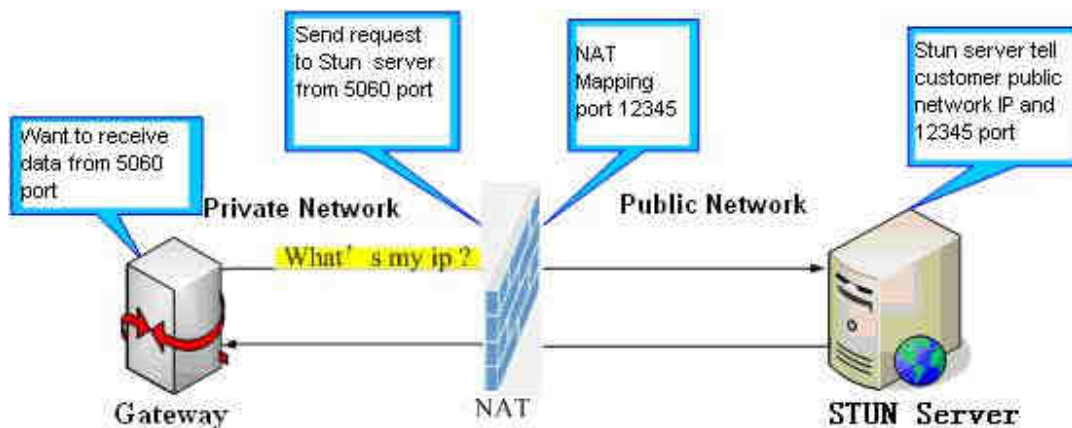 Send request
to Stun server
from 5060 port
NAT
Mapping
port 12345
Stun server tell
customer public
network IP and
12345 port
Want to receive
data from 5060
port
Private Network
Public Network
What's my ip ?
Gateway
NAT
STUN Server